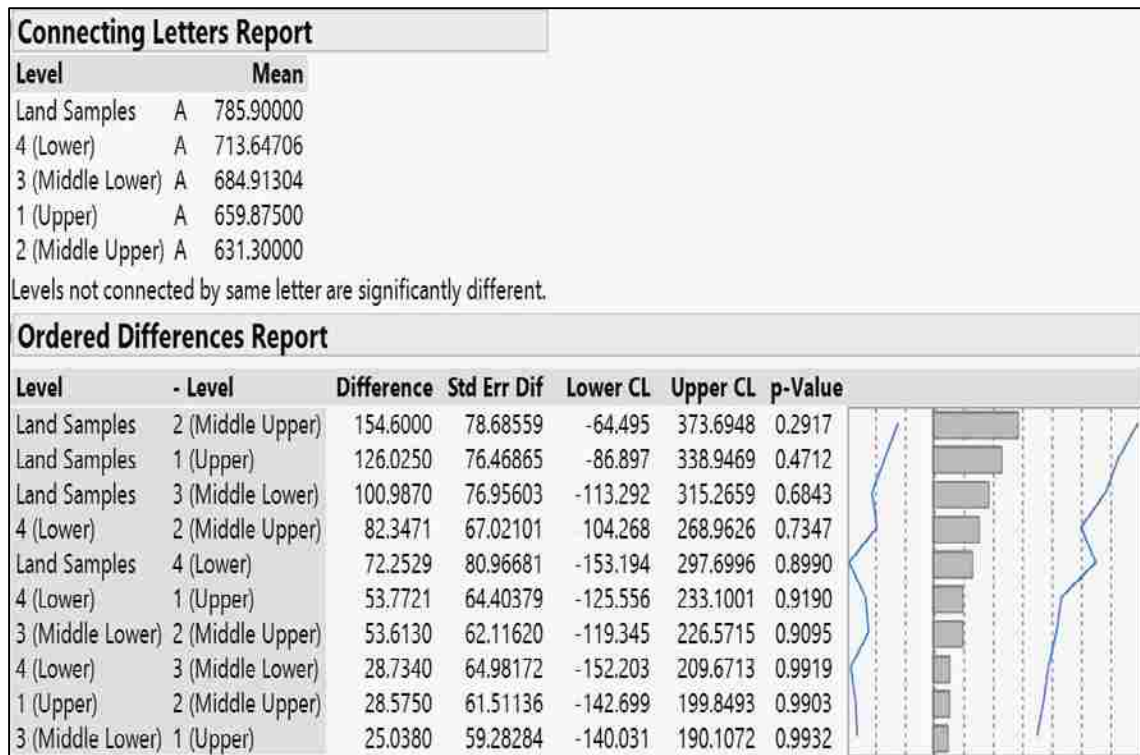 Connecting Letters Report
Level Mean
Land Samples A 785.90000
4 (Lower) A 713.64706
3 (Middle Lower) A 684.91304
1 (Upper) A 659.87500
2 (Middle Upper) A 631.30000
Levels not connected by same letter are significantly different.
Ordered Differences Report
Level - Level Difference Std Err Dif Lower CL Upper CL p-Value
Land Samples 2 (Middle Upper) 154.6000 78.68559 -64.495 373.6948 0.2917
Land Samples 1 (Upper) 126.0250 76.46865 -86.897 338.9469 0.4712
Land Samples 3 (Middle Lower) 100.9870 76.95603 -113.292 315.2659 0.6843
4 (Lower) 2 (Middle Upper) 82.3471 67.02101 104.268 268.9626 0.7347
Land Samples 4 (Lower) 72.2529 80.96681 -153.194 297.6996 0.8990
4 (Lower) 1 (Upper) 53.7721 64.40379 -125.556 233.1001 0.9190
3 (Middle Lower) 2 (Middle Upper) 53.6130 62.11620 -119.345 226.5715 0.9095
4 (Lower) 3 (Middle Lower) 28.7340 64.98172 -152.203 209.6713 0.9919
1 (Upper) 2 (Middle Upper) 28.5750 61.51136 -142.699 199.8493 0.9903
3 (Middle Lower) 1 (Upper) 25.0380 59.28284 -140.031 190.1072 0.9932